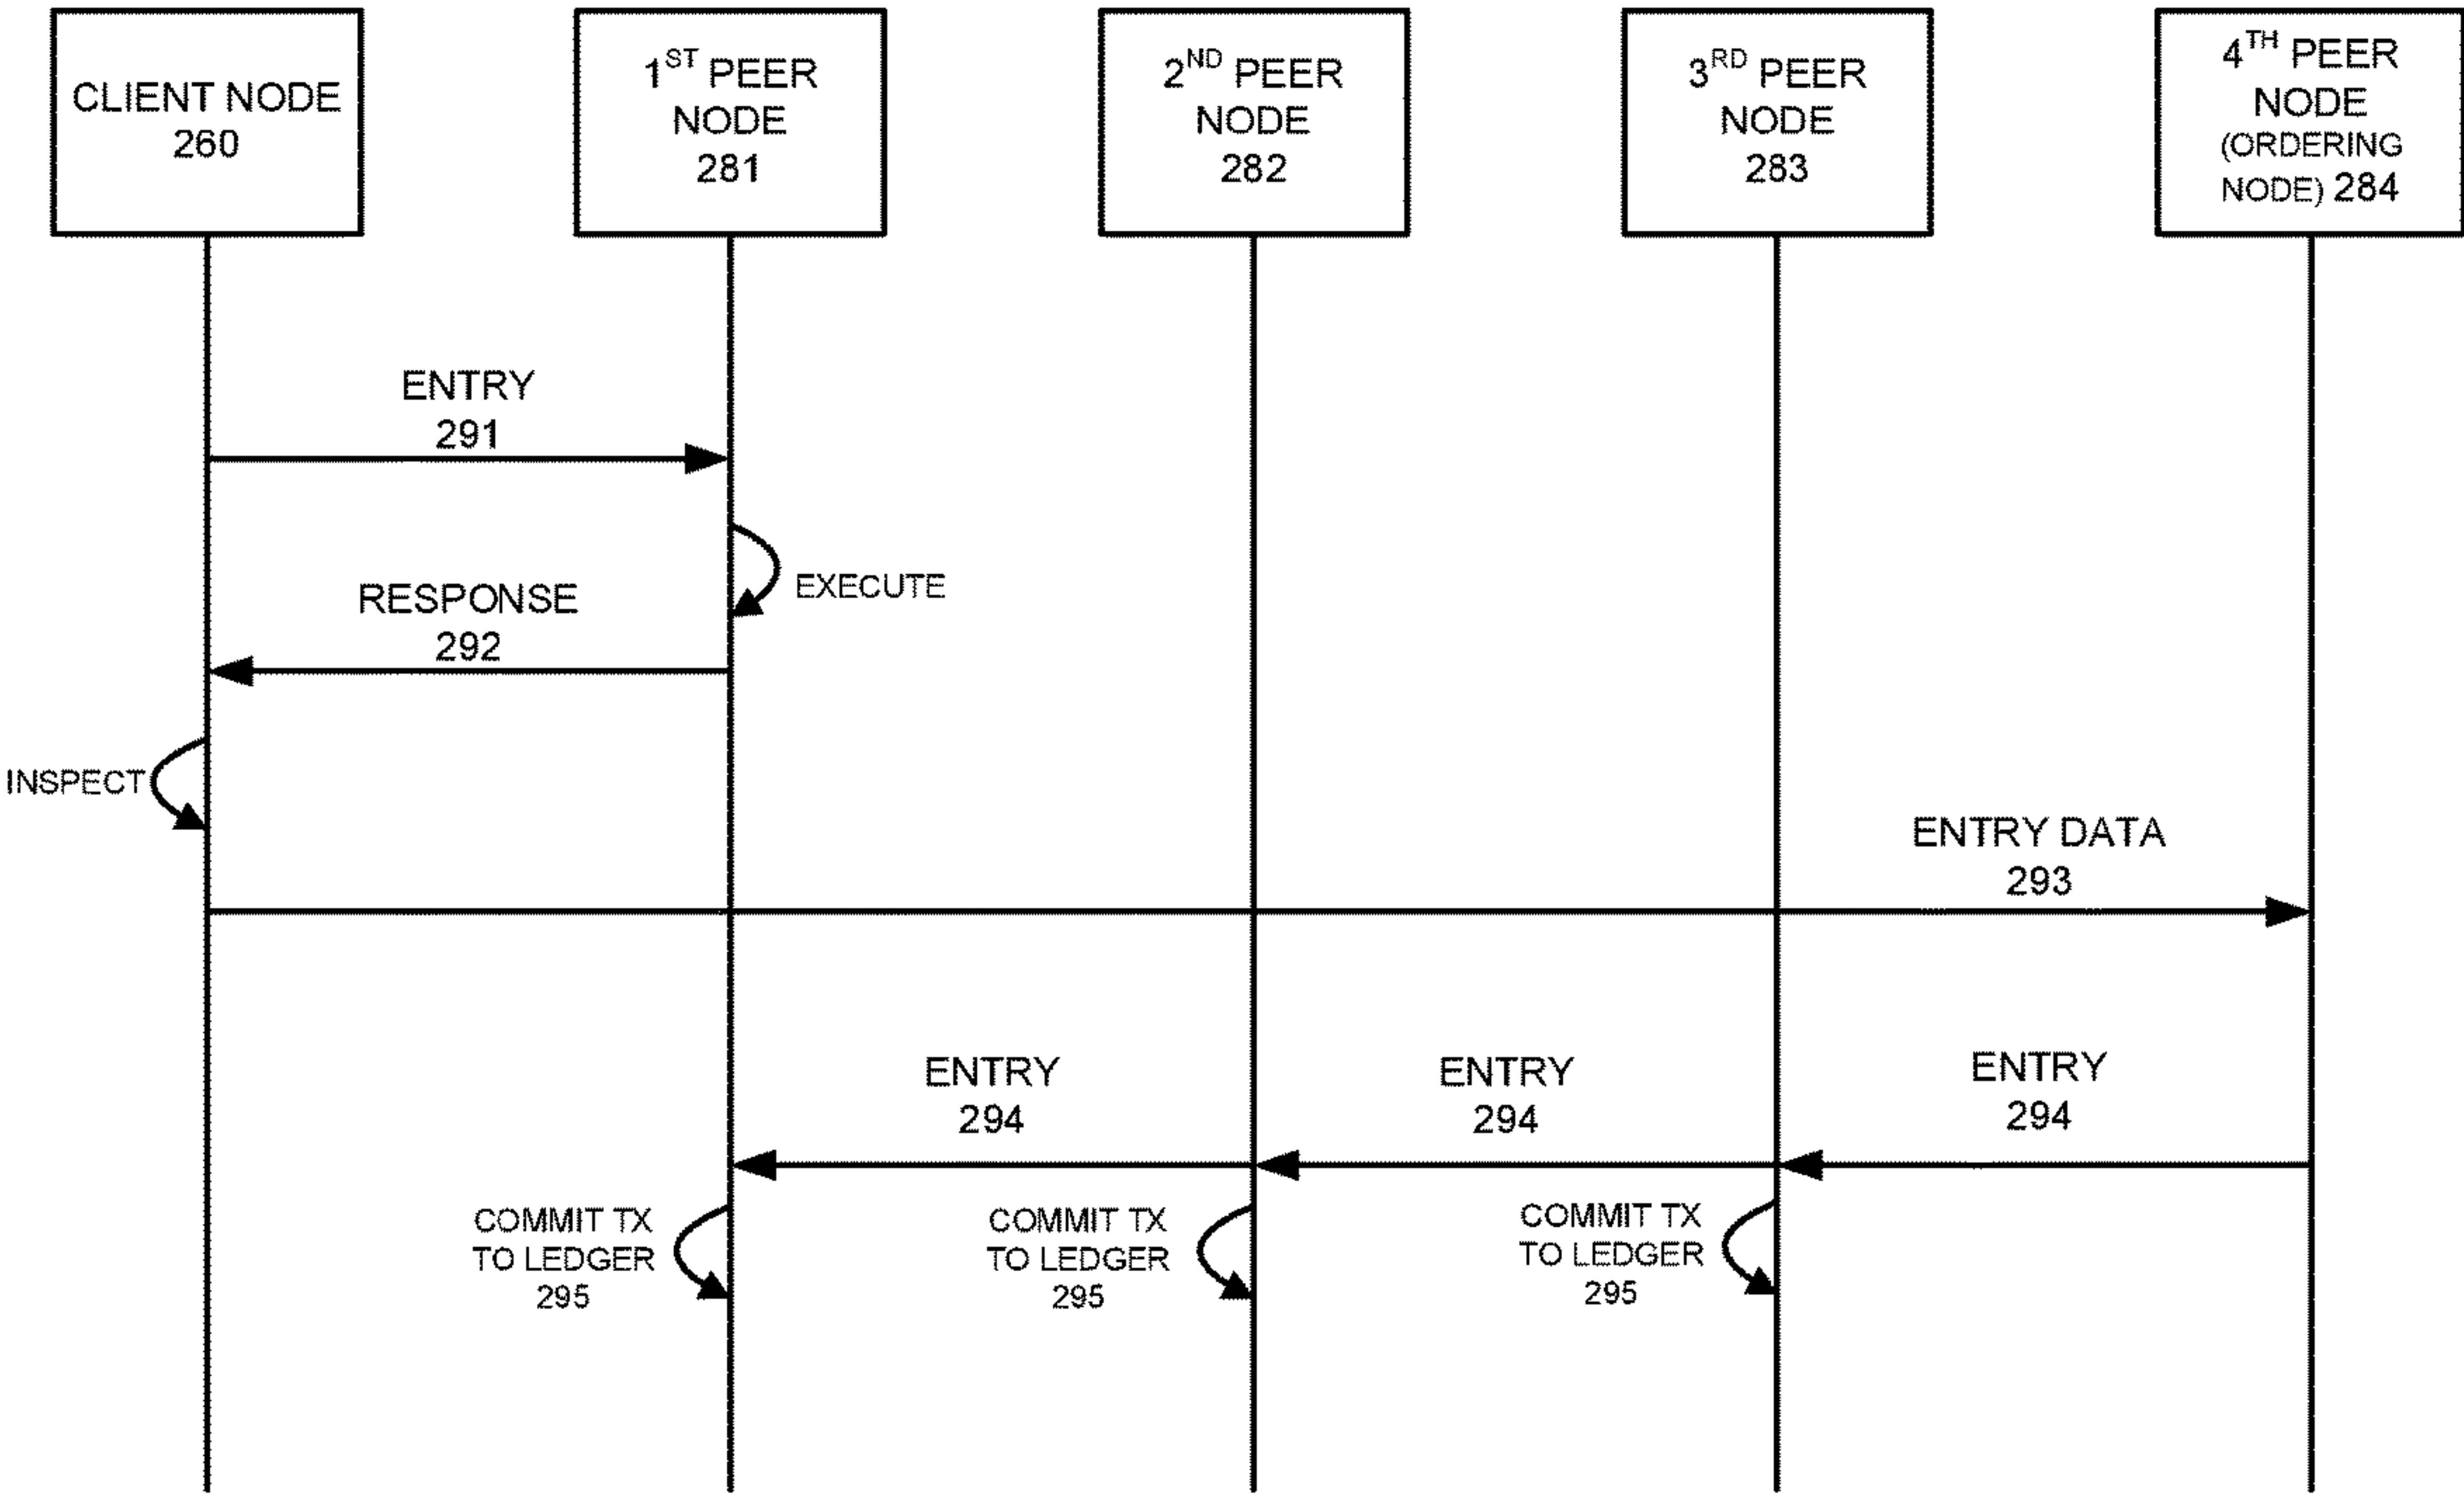 CLIENT NODE
260
1ST PEER
NODE
281
2ND PEER
NODE
282
3RD PEER
NODE
283
4TH PEER
NODE
(ORDERING
NODE) 284
ENTRY
291
EXECUTE
RESPONSE
292
INSPECT
ENTRY DATA
293
ENTRY
294
ENTRY
294
ENTRY
294
COMMIT TX
TO LEDGER
295
COMMIT TX
TO LEDGER
295
COMMIT TX
TO LEDGER
295